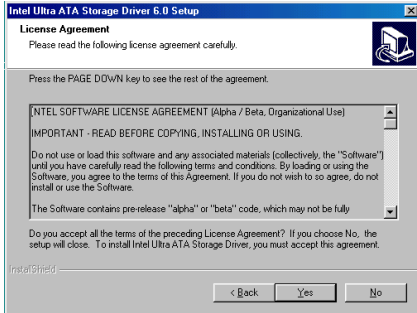 Intel Ultra ATA Storage Driver 6.0 Setup
License Agreement
Please read the following license agreement carefully.
Press the PAGE DOWN key to see the rest of the agreement.
INTEL SOFTWARE LICENSE AGREEMENT (Alpha / Beta, Organizational Use)
IMPORTANT - READ BEFORE COPYING, INSTALLING OR USING.
Do not use or load this software and any associated materials (collectively, the "Software")
until you have carefully read the following terms and conditions. By loading or using the
Software, you agree to the terms of this Agreement. If you do not wish to so agree, do not
install or use the Software.
The Software contains pre-release "alpha" or "beta" code, which may not be fully
Do you accept all the terms of the preceding License Agreement? If you choose No, the
setup will close. To install Intel Ultra ATA Storage Driver, you must accept this agreement.
InstallShield
< Back
Yes
No